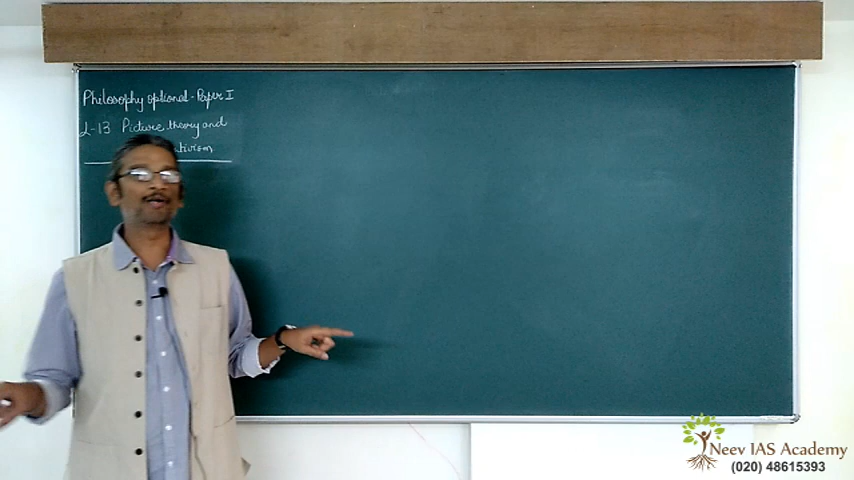 Philosophy optional - Paper I
L-13 Picture theory and
Neev IAS Academy
(020) 48615393